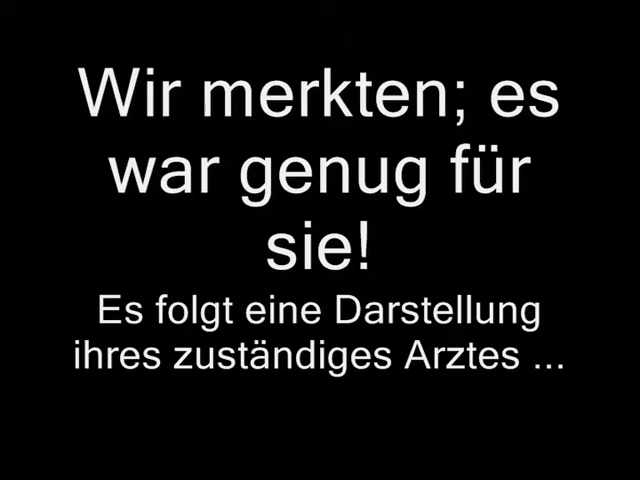 Wir merkten; es
war genug für
sie!
Es folgt eine Darstellung
ihres zuständiges Arztes ...